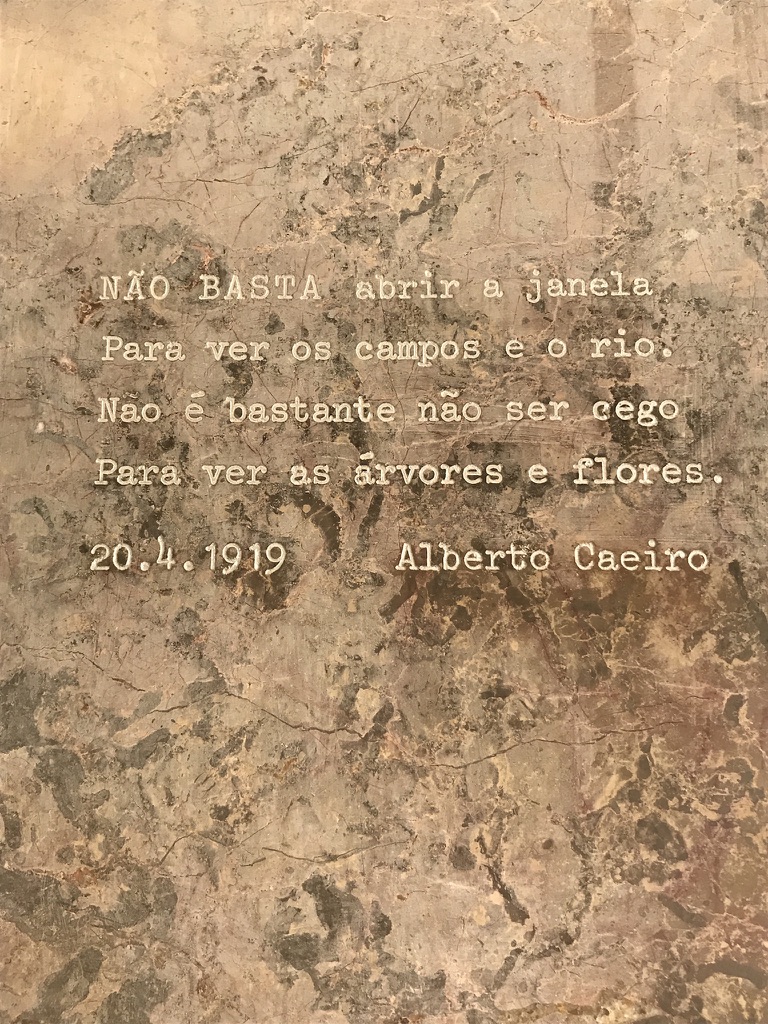 NÃO BASTA abrir a janela
Para ver os campos e o rio.
Não é bastante não ser cego
Para ver as árvores e flores.
20.4.1919 Alberto Caeiro